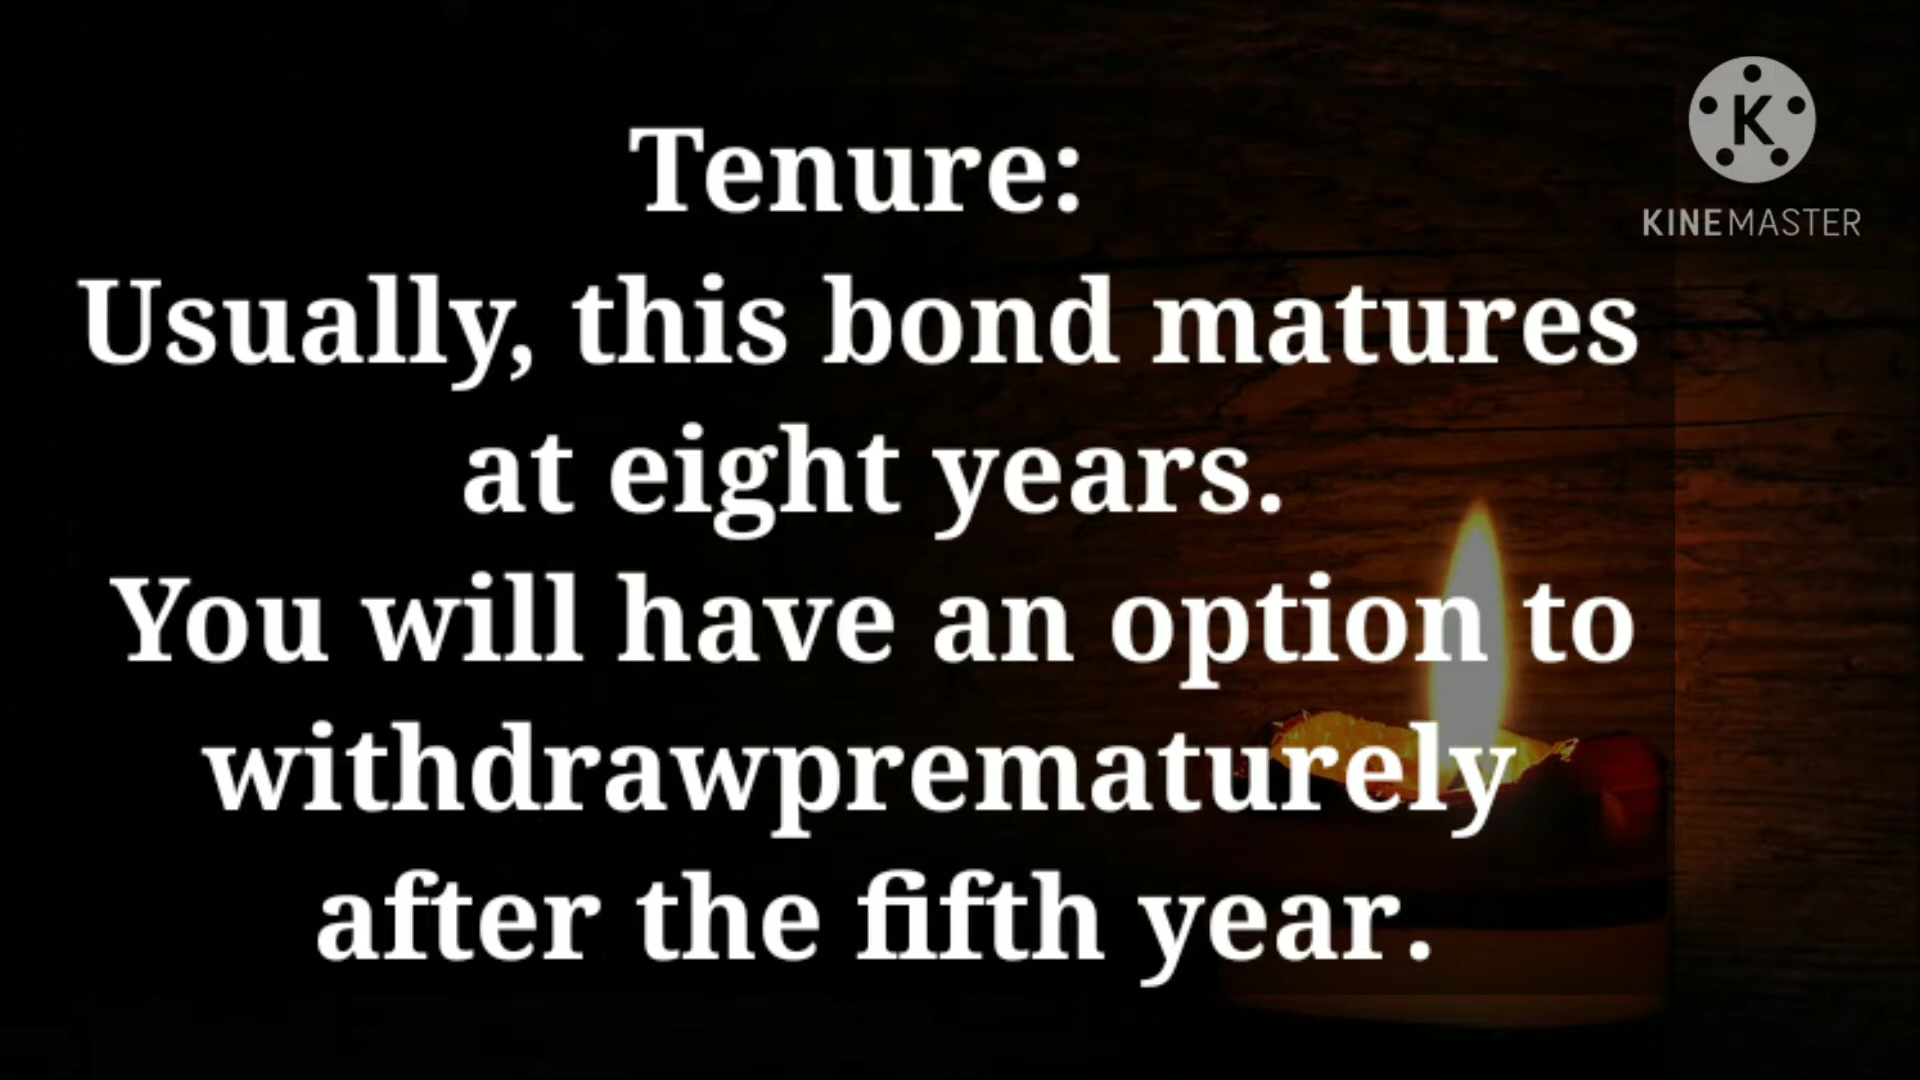 Tenure:
Usually, this bond matures
at eight years.
You will have an option to
withdrawprematurely
after the fifth year.
K
KINEMASTER